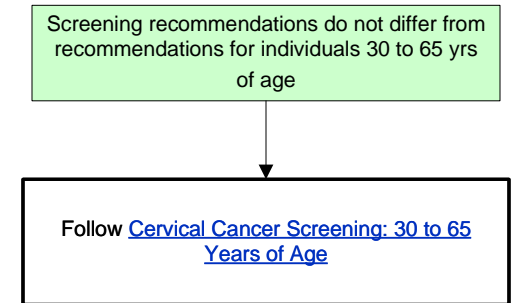 Screening recommendations do not differ from
recommendations for individuals 30 to 65 yrs
of age
Follow Cervical Cancer Screening: 30 to 65
Years of Age